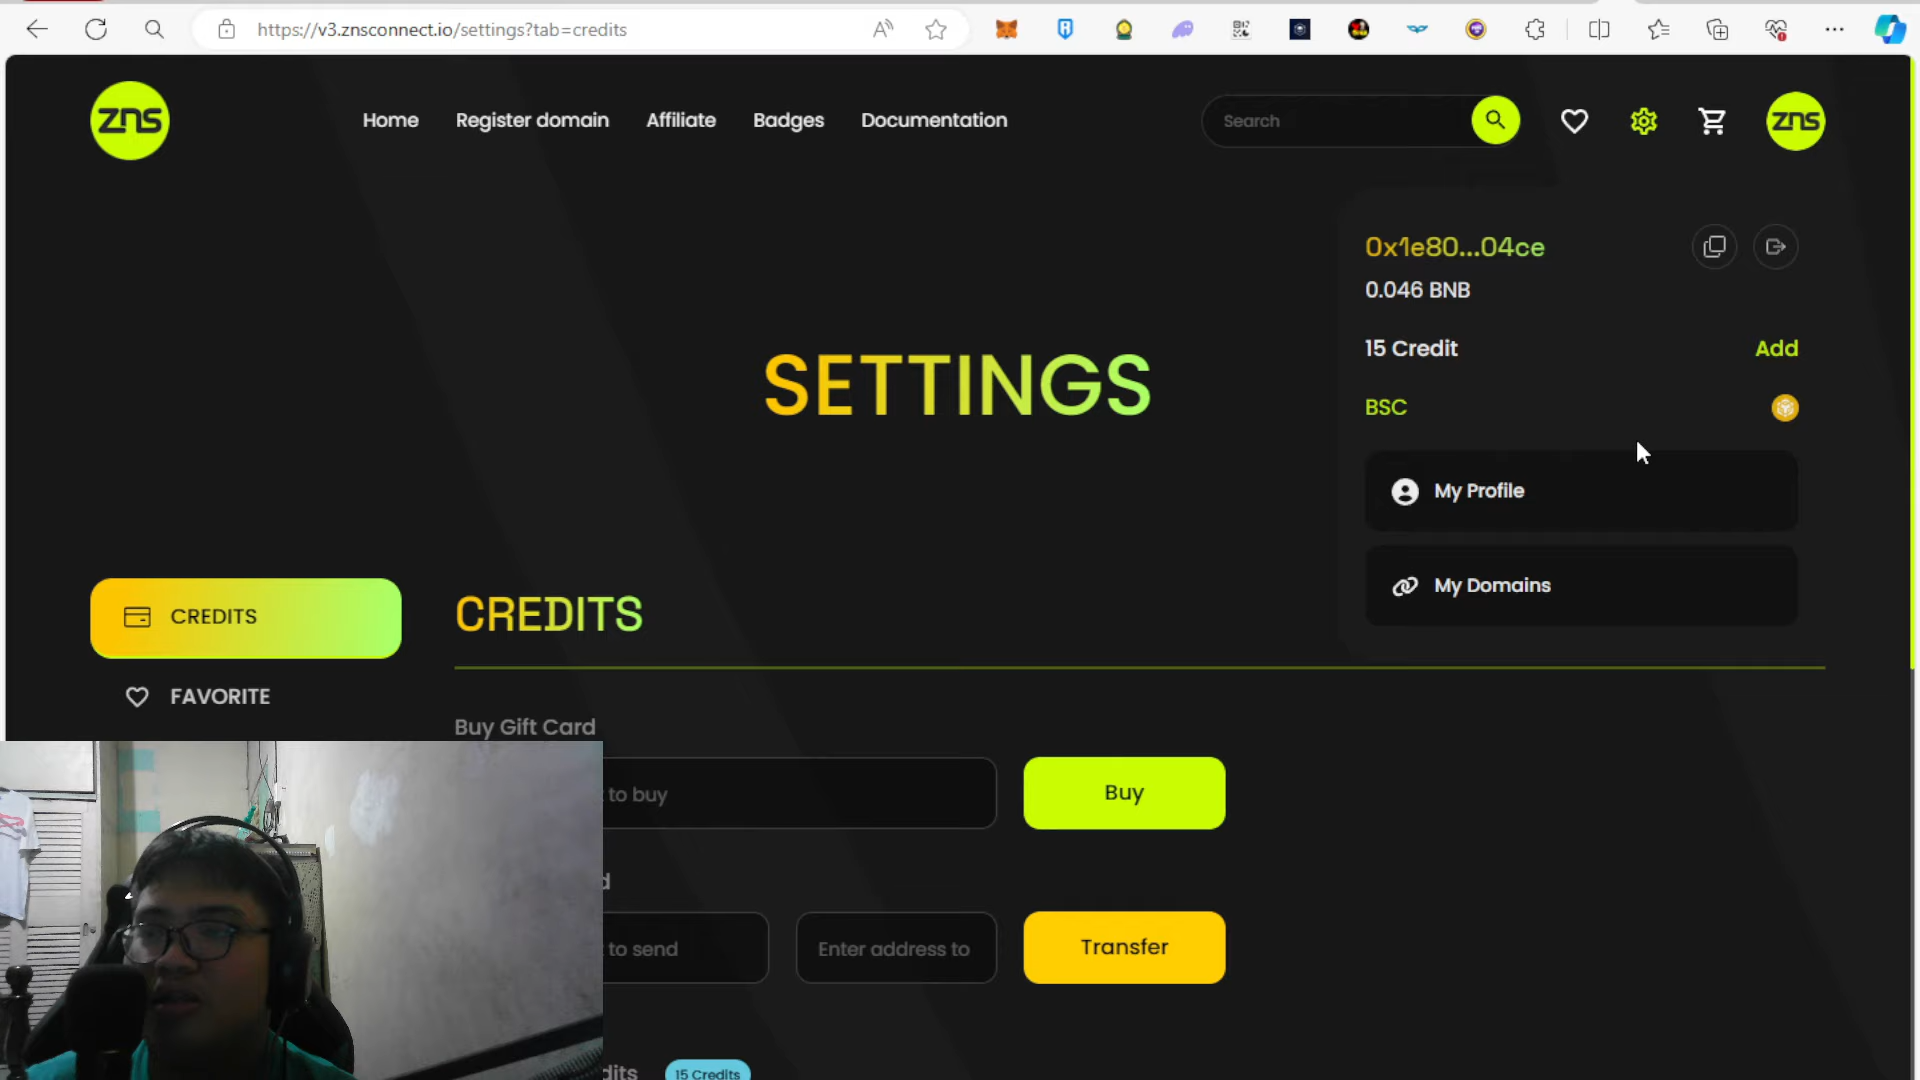 https://v3.znsconnect.io/settings?tab=credits
zns
Home
Register domain
Affiliate
Badges
Documentation
Search
zns
0x1e80...04ce
0.046 BNB
15 Credit
Add
BSC
SETTINGS
My Profile
My Domains
CREDITS
CREDITS
FAVORITE
Buy Gift Card
to buy
Buy
to send
Enter address to
Transfer
15 Credits